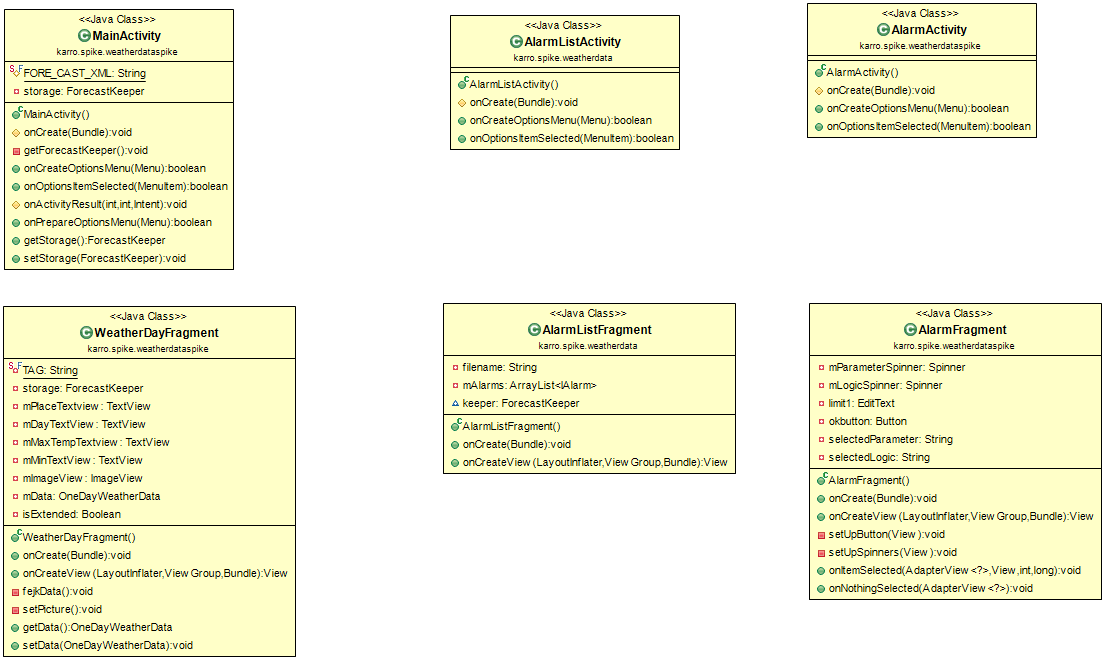 <<Java Class>>
MainActivity
karro.spike.weatherdataspike
FORE_CAST_XML: String
storage: ForecastKeeper
MainActivity()
onCreate(Bundle):void
getForecastKeeper():void
onCreateOptionsMenu(Menu):boolean
onOptionsItemSelected(MenuItem):boolean
onActivityResult(int,int,Intent):void
onPrepareOptionsMenu(Menu):boolean
getStorage():ForecastKeeper
setStorage(ForecastKeeper):void
<<Java Class>>
AlarmListActivity
karro.spike.weatherdata
AlarmListActivity()
onCreate(Bundle):void
onCreateOptionsMenu(Menu):boolean
onOptionsItemSelected(MenuItem):boolean
<<Java Class>>
AlarmActivity
karro.spike.weatherdataspike
AlarmActivity()
onCreate(Bundle):void
onCreateOptionsMenu(Menu):boolean
onOptionsItemSelected(MenuItem):boolean
<<Java Class>>
WeatherDayFragment
karro.spike.weatherdataspike
TAG: String
storage: ForecastKeeper
mPlaceTextview: TextView
mDayTextView: TextView
mMaxTempTextview: TextView
mMinTextView: TextView
mImageView: ImageView
mData: OneDayWeatherData
isExtended: Boolean
WeatherDayFragment()
onCreate(Bundle):void
onCreateView(LayoutInflater,ViewGroup,Bundle):View
fejkData():void
setPicture():void
getData():OneDayWeatherData
setData(OneDayWeatherData):void
<<Java Class>>
AlarmListFragment
karro.spike.weatherdata
filename: String
mAlarms: ArrayList<IAlarm>
keeper: ForecastKeeper
AlarmListFragment()
onCreate(Bundle):void
onCreateView(LayoutInflater,ViewGroup,Bundle):View
<<Java Class>>
AlarmFragment
karro.spike.weatherdataspike
mParameterSpinner: Spinner
mLogicSpinner: Spinner
limit1: EditText
okbutton: Button
selectedParameter: String
selectedLogic: String
AlarmFragment()
onCreate(Bundle):void
onCreateView(LayoutInflater,ViewGroup,Bundle):View
setUpButton(View):void
setUpSpinners(View):void
onItemSelected(AdapterView<?>,View,int,long):void
onNothingSelected(AdapterView<?>):void